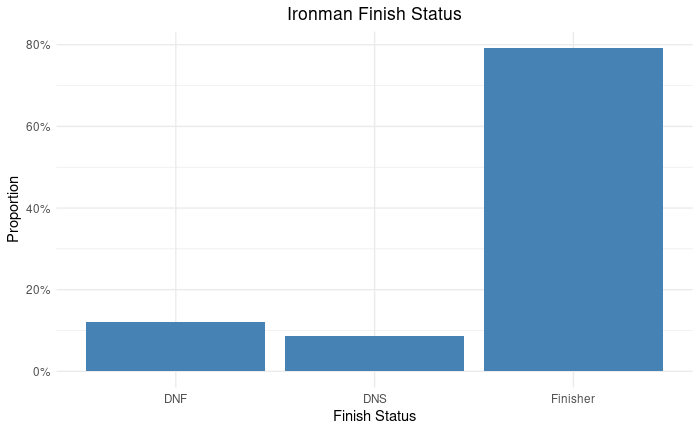 Ironman Finish Status
Proportion
80%
60%
40%
20%
0%
DNF
DNS
Finisher
Finish Status